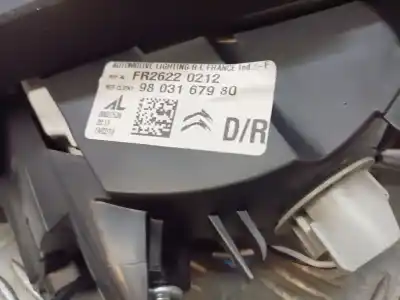 AUTOMOTIVE LIGHTING R.L FRANCE
FR2622 0212
98 031 679 80
AL
D/R